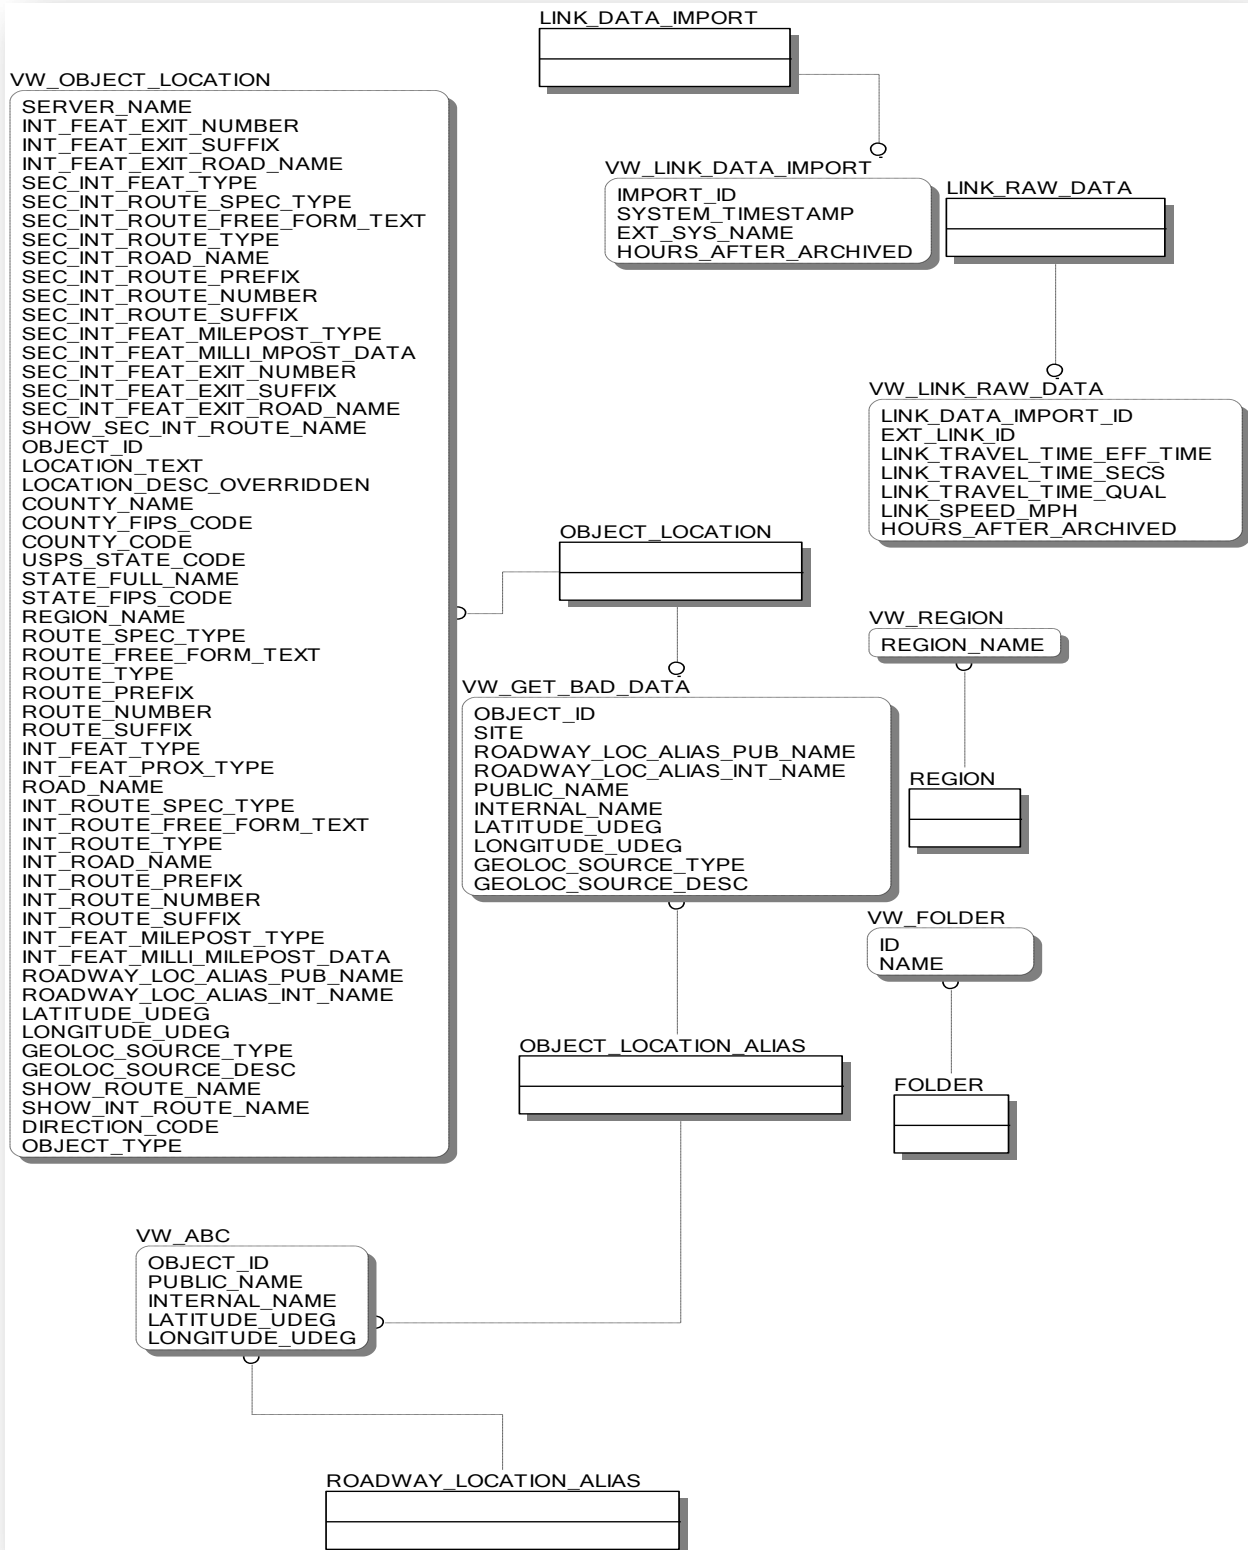 LINK_DATA_IMPORT
VW_OBJECT_LOCATION
SERVER_NAME
INT_FEAT_EXIT_NUMBER
INT_FEAT_EXIT_SUFFIX
INT_FEAT_EXIT_ROAD_NAME
SEC_INT_FEAT_TYPE
SEC_INT_ROUTE_SPEC_TYPE
SEC_INT_ROUTE_FREE_FORM_TEXT
SEC_INT_ROUTE_TYPE
SEC_INT_ROAD_NAME
SEC_INT_ROUTE_PREFIX
SEC_INT_ROUTE_NUMBER
SEC_INT_ROUTE_SUFFIX
SEC_INT_FEAT_MILEPOST_TYPE
SEC_INT_FEAT_MILLI_MPOST_DATA
SEC_INT_FEAT_EXIT_NUMBER
SEC_INT_FEAT_EXIT_SUFFIX
SEC_INT_FEAT_EXIT_ROAD_NAME
SHOW_SEC_INT_ROUTE_NAME
OBJECT_ID
LOCATION_TEXT
LOCATION_DESC_OVERRIDDEN
COUNTY_NAME
COUNTY_FIPS_CODE
COUNTY_CODE
USPS_STATE_CODE
STATE_FULL_NAME
STATE_FIPS_CODE
REGION_NAME
ROUTE_SPEC_TYPE
ROUTE_FREE_FORM_TEXT
ROUTE_TYPE
ROUTE_PREFIX
ROUTE_NUMBER
ROUTE_SUFFIX
INT_FEAT_TYPE
INT_FEAT_PROX_TYPE
ROAD_NAME
INT_ROUTE_SPEC_TYPE
INT_ROUTE_FREE_FORM_TEXT
INT_ROUTE_TYPE
INT_ROAD_NAME
INT_ROUTE_PREFIX
INT_ROUTE_NUMBER
INT_ROUTE_SUFFIX
INT_FEAT_MILEPOST_TYPE
INT_FEAT_MILLI_MILEPOST_DATA
ROADWAY_LOC_ALIAS_PUB_NAME
ROADWAY_LOC_ALIAS_INT_NAME
LATITUDE_UDEG
LONGITUDE_UDEG
GEOLOC_SOURCE_TYPE
GEOLOC_SOURCE_DESC
SHOW_ROUTE_NAME
SHOW_INT_ROUTE_NAME
DIRECTION_CODE
OBJECT_TYPE
VW_LINK_DATA_IMPORT
IMPORT_ID
SYSTEM_TIMESTAMP
EXT_SYS_NAME
HOURS_AFTER_ARCHIVED
LINK_RAW_DATA
VW_LINK_RAW_DATA
LINK_DATA_IMPORT_ID
EXT_LINK_ID
LINK_TRAVEL_TIME_EFF_TIME
LINK_TRAVEL_TIME_SECS
LINK_TRAVEL_TIME_QUAL
LINK_SPEED_MPH
HOURS_AFTER_ARCHIVED
OBJECT_LOCATION
VW_REGION
REGION_NAME
VW_GET_BAD_DATA
OBJECT_ID
SITE
ROADWAY_LOC_ALIAS_PUB_NAME
ROADWAY_LOC_ALIAS_INT_NAME
PUBLIC_NAME
INTERNAL_NAME
LATITUDE_UDEG
LONGITUDE_UDEG
GEOLOC_SOURCE_TYPE
GEOLOC_SOURCE_DESC
REGION
VW_FOLDER
ID
NAME
OBJECT_LOCATION_ALIAS
FOLDER
VW_ABC
OBJECT_ID
PUBLIC_NAME
INTERNAL_NAME
LATITUDE_UDEG
LONGITUDE_UDEG
ROADWAY_LOCATION_ALIAS